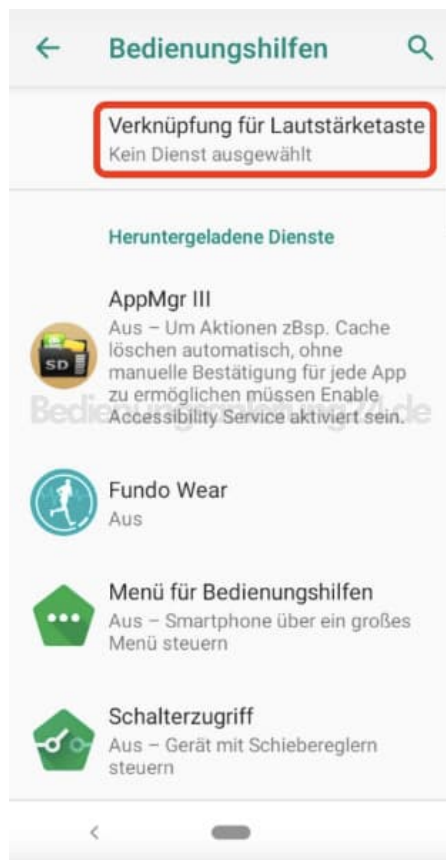 Bedienungshilfen
Verknüpfung für Lautstärketaste
Kein Dienst ausgewählt
Heruntergeladene Dienste
AppMgr III
Aus – Um Aktionen zBsp. Cache
löschen automatisch, ohne
manuelle Bestätigung für jede App
zu ermöglichen müssen Enable
Accessibility Service aktiviert sein.
SD
Fundo Wear
Aus
Menü für Bedienungshilfen
Aus – Smartphone über ein großes
Menü steuern
Schalterzugriff
Aus – Gerät mit Schiebereglern
steuern